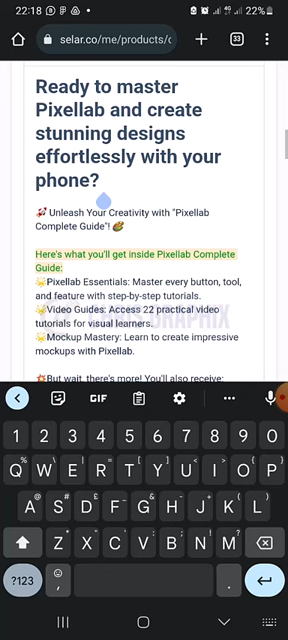 22:18
22%
selar.co/me/products/c
33
Ready to master
Pixellab and create
stunning designs
effortlessly with your
phone?
🚀 Unleash Your Creativity with "Pixellab
Complete Guide"! 🎨
Here's what you'll get inside Pixellab Complete
Guide:
🌟Pixellab Essentials: Master every button, tool,
and feature with step-by-step tutorials.
🌟Video Guides: Access 22 practical video
tutorials for visual learners.
🌟Mockup Mastery: Learn to create impressive
mockups with Pixellab.
GRAPHIX
💥But wait, there's more! You'll also receive:
GIF
1 2 3 4 5 6 7 8 9 0
Q W E R T Y U I O P
A S D F G H J K L
Z X C V B N M
?123 , .